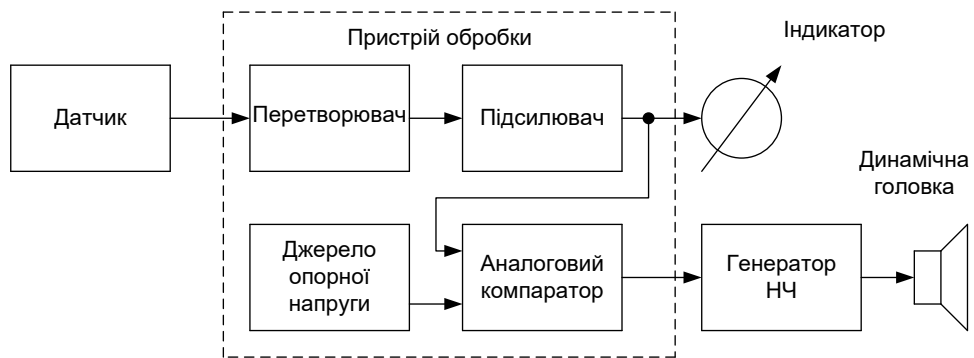 Пристрій обробки
Індикатор
Датчик
Перетворювач
Підсилювач
Динамічна
головка
Джерело
опорної
напруги
Аналоговий
компаратор
Генератор
НЧ